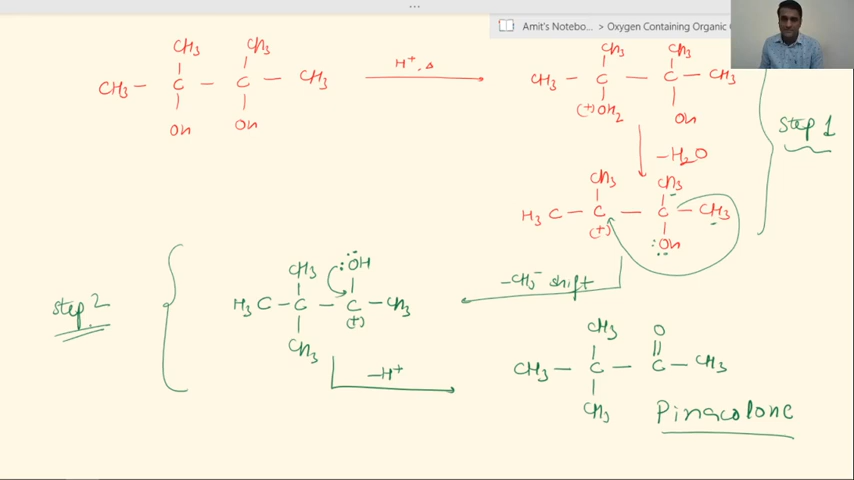 ...
Amit's Notebo... > Oxygen Containing Organic
CH3 CH3
CH3 – C – C – CH3
OH OH
H+, Δ
CH3 CH3
CH3 – C – C – CH3
(+)OH2 OH
Step 1
–H2O
CH3 CH3
H3C – C – C – CH3
(+) :OH
–CH3– shift
Step 2
CH3 :OH
H3C – C – C – CH3
CH3 (+)
–H+
CH3 O
CH3 – C – C – CH3
CH3
Pinacolone